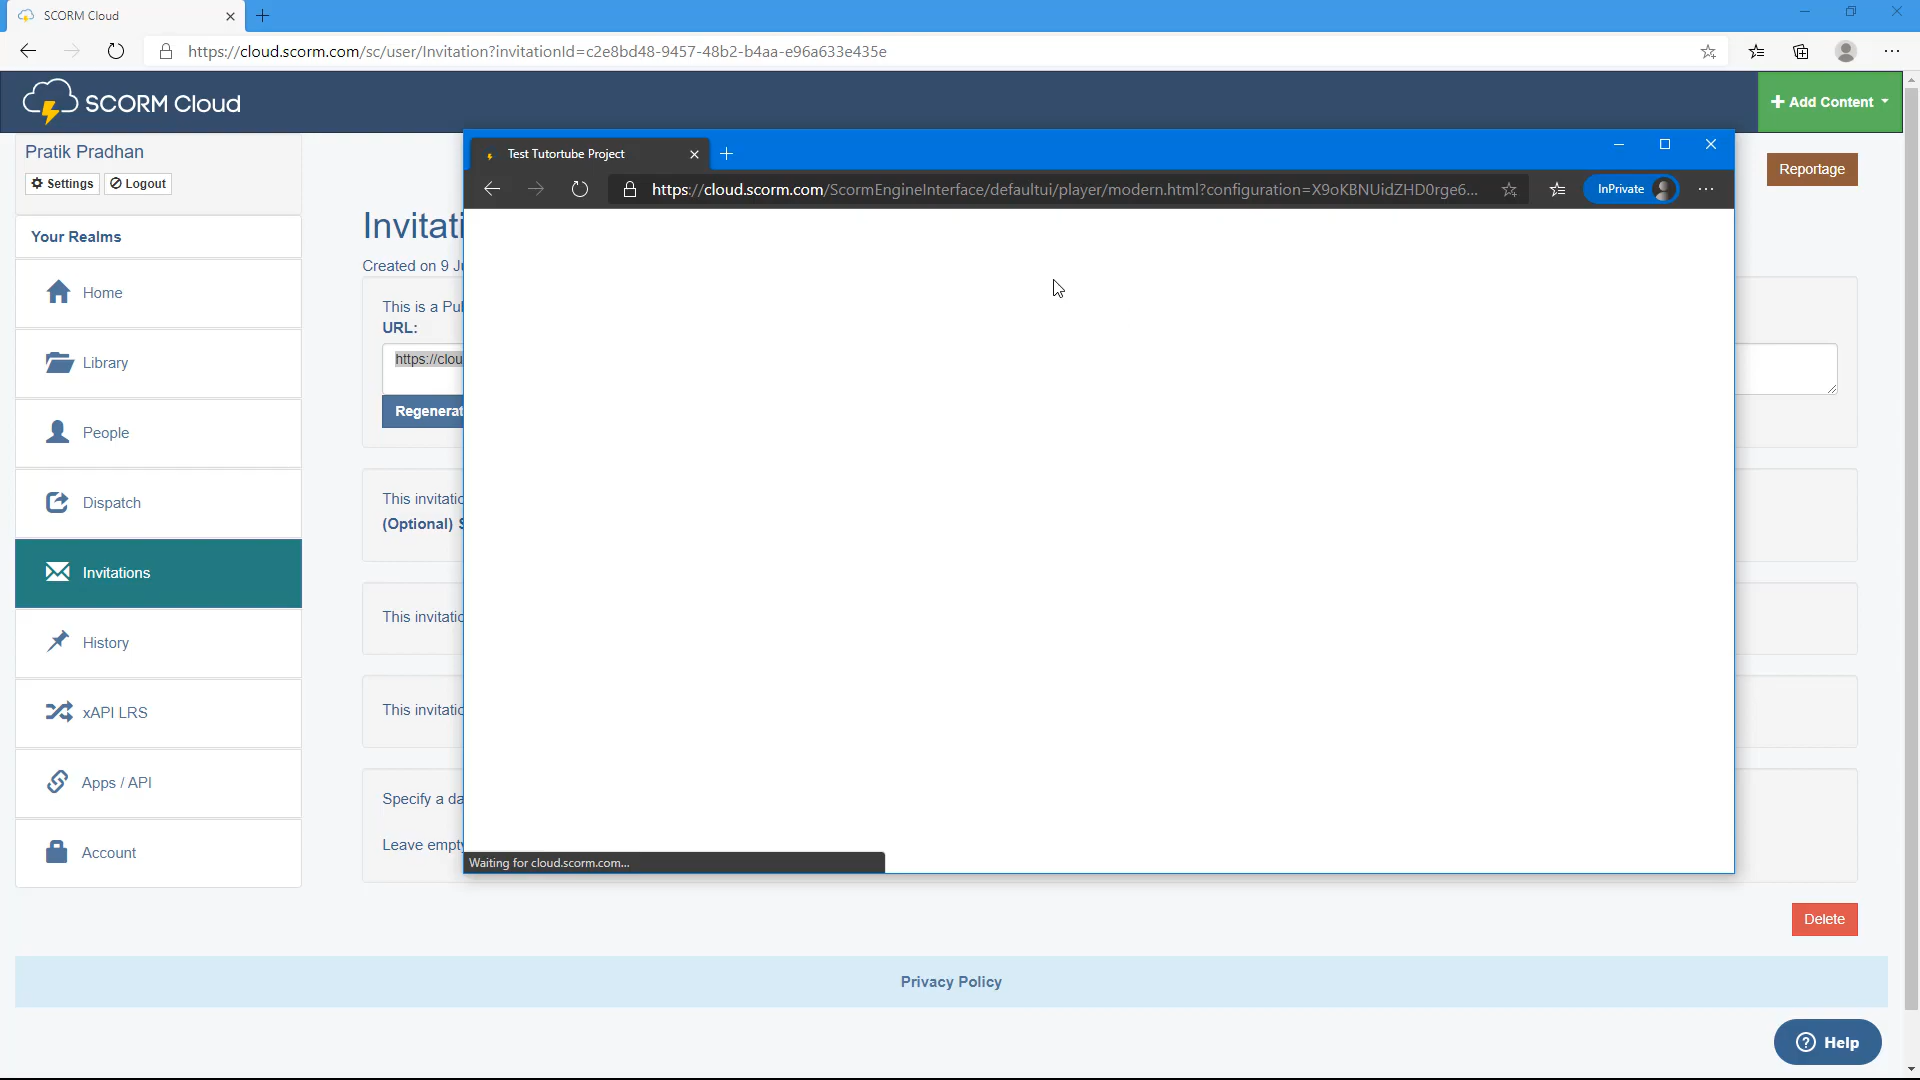 SCORM Cloud
https://cloud.scorm.com/sc/user/Invitation?invitationId=c2e8bd48-9457-48b2-b4aa-e96a633e435e
SCORM Cloud
Add Content
Pratik Pradhan
Settings
Logout
Reportage
Test Tutortube Project
https://cloud.scorm.com/ScormEngineInterface/defaultui/player/modern.html?configuration=X9oKBNUidZHD0rge6...
InPrivate
Your Realms
Home
Library
People
Dispatch
Invitations
History
xAPI LRS
Apps / API
Account
Invitati
Created on 9 Ju
This is a Pu
URL:
https://clou
Regenerat
This invitatio
(Optional) S
This invitatio
This invitatio
Specify a da
Leave empty
Waiting for cloud.scorm.com...
Delete
Privacy Policy
Help